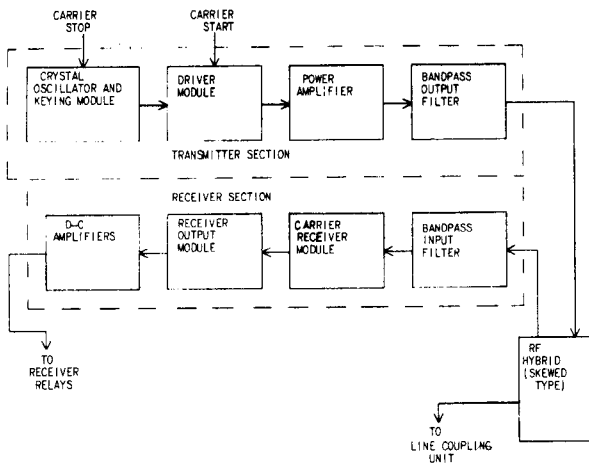 CARRIER
STOP
CARRIER
START
CRYSTAL
OSCILLATOR AND
KEYING MODULE
DRIVER
MODULE
POWER
AMPLIFIER
BANDPASS
OUTPUT
FILTER
TRANSMITTER SECTION
RECEIVER SECTION
D-C
AMPLIFIERS
RECEIVER
OUTPUT
MODULE
CARRIER
RECEIVER
MODULE
BANDPASS
INPUT
FILTER
TO
RECEIVER
RELAYS
RF
HYBRID
(SKEWED
TYPE)
TO
LINE COUPLING
UNIT